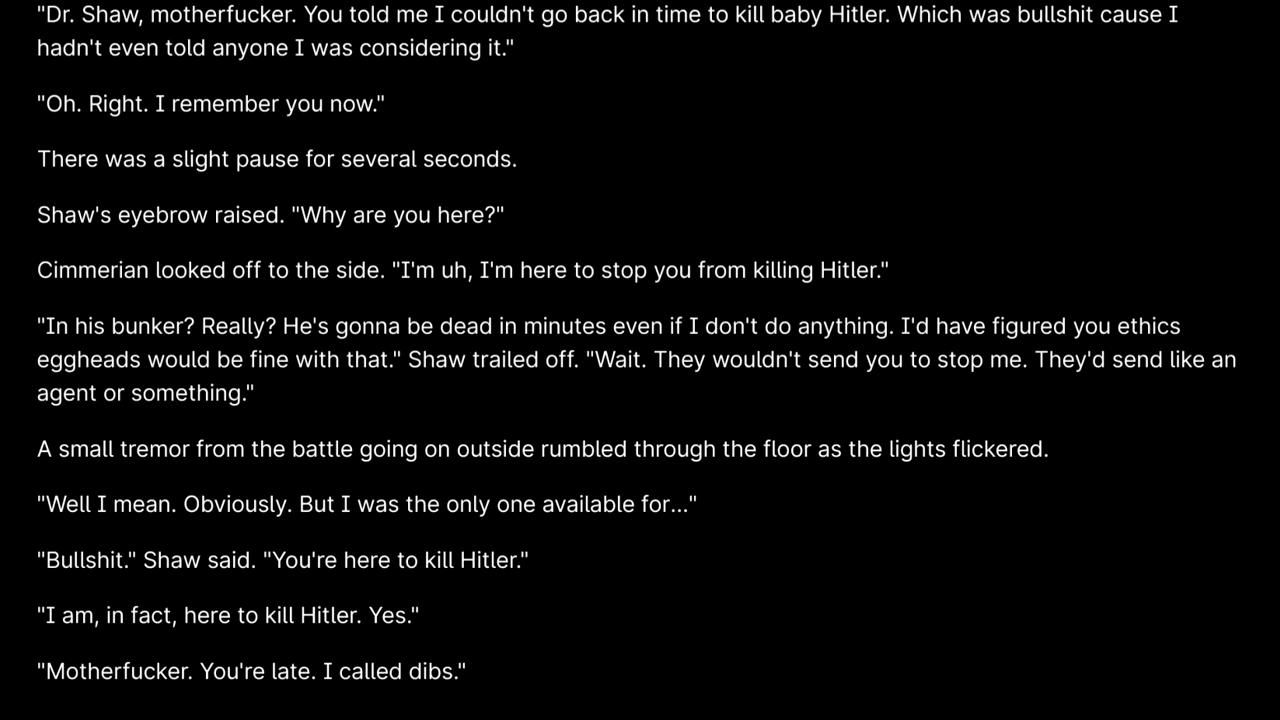 "Dr. Shaw, motherfucker. You told me I couldn't go back in time to kill baby Hitler. Which was bullshit cause I
hadn't even told anyone I was considering it."
"Oh. Right. I remember you now."
There was a slight pause for several seconds.
Shaw's eyebrow raised. "Why are you here?"
Cimmerian looked off to the side. "I'm uh, I'm here to stop you from killing Hitler."
"In his bunker? Really? He's gonna be dead in minutes even if I don't do anything. I'd have figured you ethics
eggheads would be fine with that." Shaw trailed off. "Wait. They wouldn't send you to stop me. They'd send like an
agent or something."
A small tremor from the battle going on outside rumbled through the floor as the lights flickered.
"Well I mean. Obviously. But I was the only one available for..."
"Bullshit." Shaw said. "You're here to kill Hitler."
"I am, in fact, here to kill Hitler. Yes."
"Motherfucker. You're late. I called dibs."